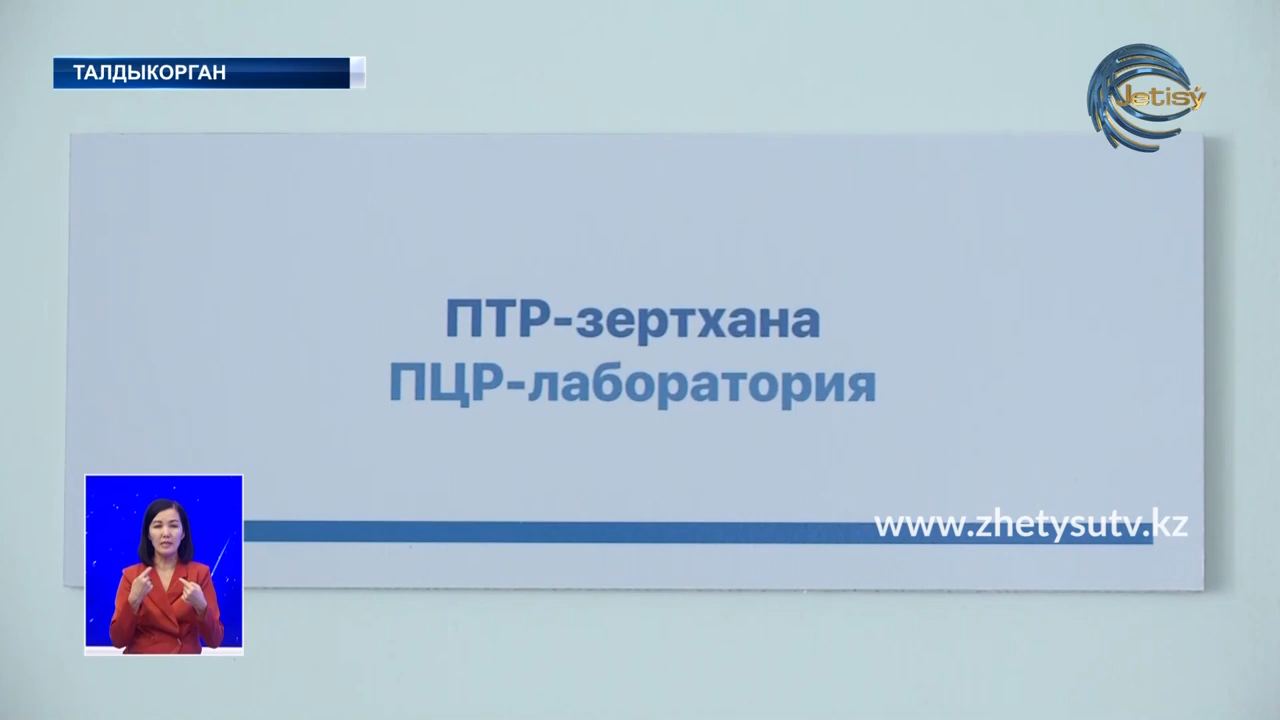 ТАЛДЫКОРГАН
Jetisý
ПТР-зертхана
ПЦР-лаборатория
www.zhetysutv.kz